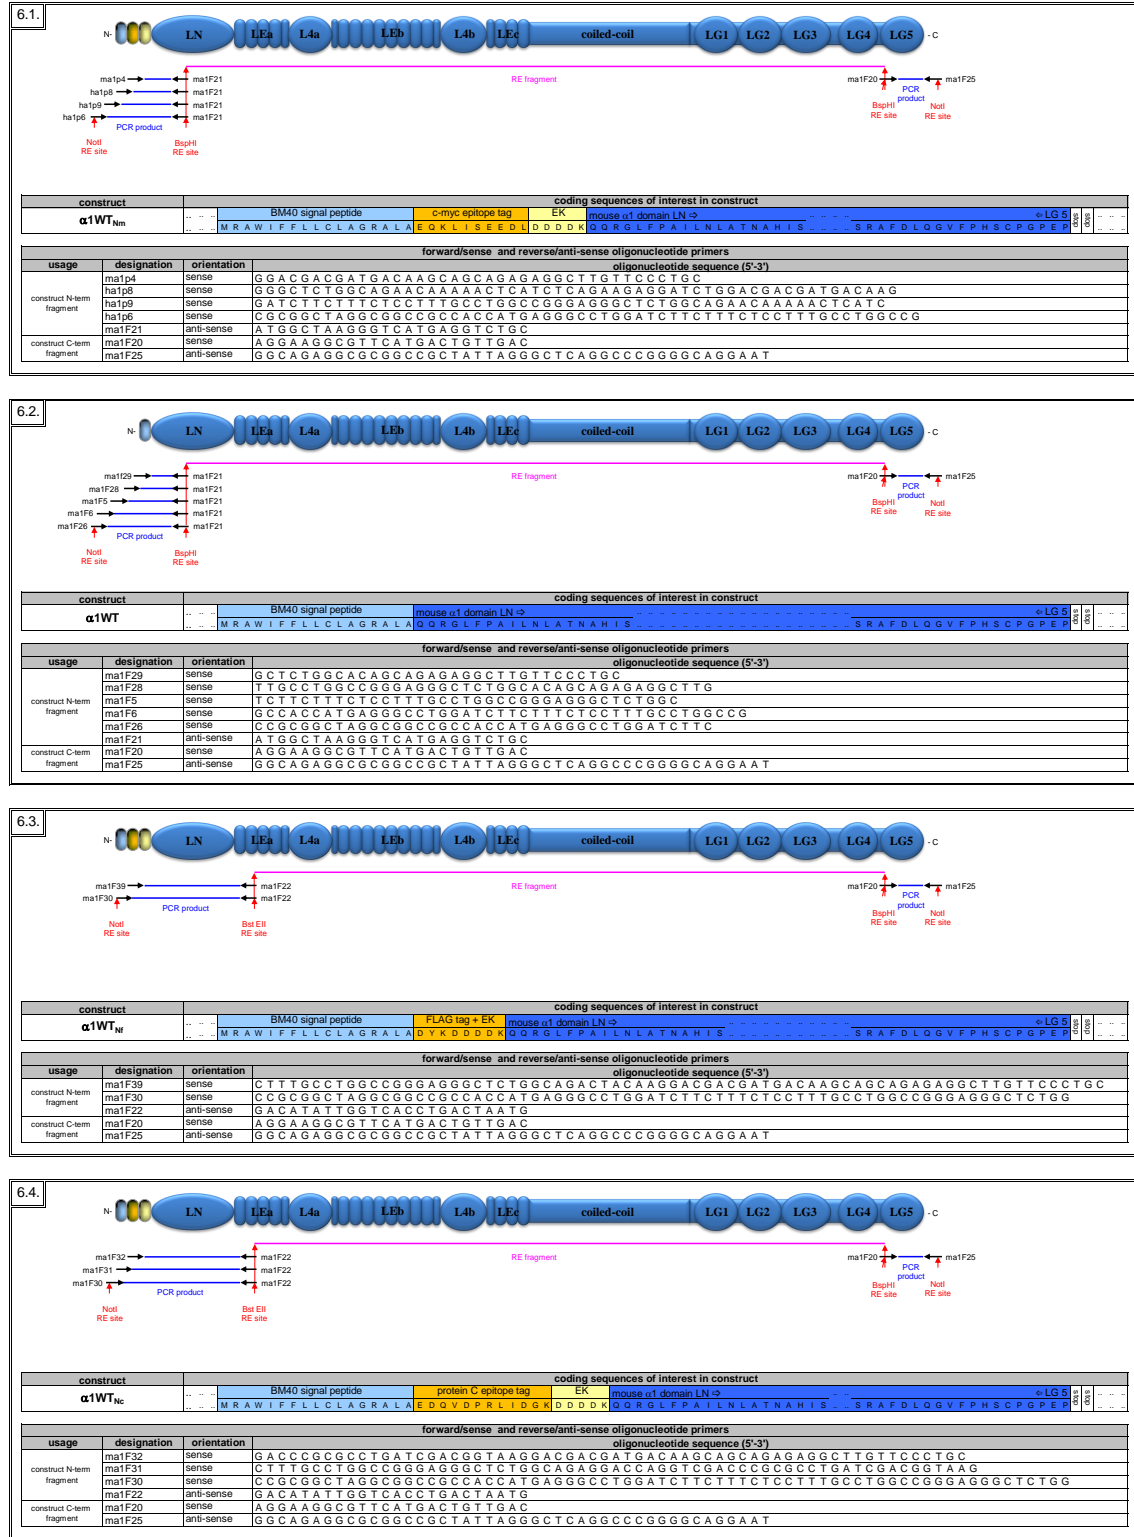 6.1.
N- LN LEa L4a LEb L4b LEc coiled-coil LG1 LG2 LG3 LG4 LG5 - C
ma1p4 ma1F21 RE fragment ma1F20 ma1F25
ha1p8 ma1F21 PCR product
ha1p9 ma1F21
ha1p6 ma1F21
PCR product
NotI RE site BspHI RE site BspHI RE site NotI RE site
construct coding sequences of interest in construct
α1WTNm BM40 signal peptide c-myc epitope tag EK mouse α1 domain LN ⇨ ⇦ LG 5 stop stop
.. .. .. M R A W I F F L L C L A G R A L A E Q K L I S E E D L D D D D K Q Q R G L F P A I L N L A T N A H I S .. .. .. .. S R A F D L Q G V F P H S C P G P E P .. .. ..
forward/sense and reverse/anti-sense oligonucleotide primers
usage designation orientation oligonucleotide sequence (5'-3')
construct N-term fragment
ma1p4 sense G G A C G A C G A T G A C A A G C A G C A G A G A G G C T T G T T C C C T G C
ha1p8 sense G G G C T C T G G C A G A A C A A A A A C T C A T C T C A G A A G A G G A T C T G G A C G A C G A T G A C A A G
ha1p9 sense G A T C T T C T T T C T C C T T T G C C T G G C C G G G A G G G C T C T G G C A G A A C A A A A A C T C A T C
ha1p6 sense C G C G G C T A G G C G G C C G C C A C C A T G A G G G C C T G G A T C T T C T T T C T C C T T T G C C T G G C C G
ma1F21 anti-sense A T G G C T A A G G G T C A T G A G G T C T G C
construct C-term fragment
ma1F20 sense A G G A A G G C G T T C A T G A C T G T T G A C
ma1F25 anti-sense G G C A G A G G C G C G G C C G C T A T T A G G G C T C A G G C C C G G G G C A G G A A T
6.2.
N- LN LEa L4a LEb L4b LEc coiled-coil LG1 LG2 LG3 LG4 LG5 - C
ma1f29 ma1F21 RE fragment ma1F20 ma1F25
ma1F28 ma1F21 PCR product
ma1F5 ma1F21
ma1F6 ma1F21
ma1F26 ma1F21
PCR product
NotI RE site BspHI RE site BspHI RE site NotI RE site
construct coding sequences of interest in construct
α1WT BM40 signal peptide mouse α1 domain LN ⇨ ⇦ LG 5 stop stop
.. .. .. M R A W I F F L L C L A G R A L A Q Q R G L F P A I L N L A T N A H I S .. .. .. S R A F D L Q G V F P H S C P G P E P .. .. ..
forward/sense and reverse/anti-sense oligonucleotide primers
usage designation orientation oligonucleotide sequence (5'-3')
construct N-term fragment
ma1F29 sense G C T C T G G C A C A G C A G A G A G G C T T G T T C C C T G C
ma1F28 sense T T G C C T G G C C G G G A G G G C T C T G G C A C A G C A G A G A G G C T T G
ma1F5 sense T C T T C T T T C T C C T T T G C C T G G C C G G G A G G G C T C T G G C
ma1F6 sense G C C A C C A T G A G G G C C T G G A T C T T C T T T C T C C T T T G C C T G G C C G
ma1F26 sense C C G C G G C T A G G C G G C C G C C A C C A T G A G G G C C T G G A T C T T C
ma1F21 anti-sense A T G G C T A A G G G T C A T G A G G T C T G C
construct C-term fragment
ma1F20 sense A G G A A G G C G T T C A T G A C T G T T G A C
ma1F25 anti-sense G G C A G A G G C G C G G C C G C T A T T A G G G C T C A G G C C C G G G G C A G G A A T
6.3.
N- LN LEa L4a LEb L4b LEc coiled-coil LG1 LG2 LG3 LG4 LG5 - C
ma1F39 ma1F22 RE fragment ma1F20 ma1F25
ma1F30 ma1F22 PCR product
PCR product
NotI RE site Bst EII RE site BspHI RE site NotI RE site
construct coding sequences of interest in construct
α1WTNf BM40 signal peptide FLAG tag + EK mouse α1 domain LN ⇨ ⇦ LG 5 stop stop
.. .. .. M R A W I F F L L C L A G R A L A D Y K D D D D K Q Q R G L F P A I L N L A T N A H I S .. .. .. S R A F D L Q G V F P H S C P G P E P .. .. ..
forward/sense and reverse/anti-sense oligonucleotide primers
usage designation orientation oligonucleotide sequence (5'-3')
construct N-term fragment
ma1F39 sense C T T T G C C T G G C C G G G A G G G C T C T G G C A G A C T A C A A G G A C G A C G A T G A C A A G C A G C A G A G A G G C T T G T T C C C T G C
ma1F30 sense C C G C G G C T A G G C G G C C G C C A C C A T G A G G G C C T G G A T C T T C T T T C T C C T T T G C C T G G C C G G G A G G G C T C T G G
ma1F22 anti-sense G A C A T A T T G G T C A C C T G A C T A A T G
construct C-term fragment
ma1F20 sense A G G A A G G C G T T C A T G A C T G T T G A C
ma1F25 anti-sense G G C A G A G G C G C G G C C G C T A T T A G G G C T C A G G C C C G G G G C A G G A A T
6.4.
N- LN LEa L4a LEb L4b LEc coiled-coil LG1 LG2 LG3 LG4 LG5 - C
ma1F32 ma1F22 RE fragment ma1F20 ma1F25
ma1F31 ma1F22 PCR product
ma1F30 ma1F22
PCR product
NotI RE site Bst EII RE site BspHI RE site NotI RE site
construct coding sequences of interest in construct
α1WTNc BM40 signal peptide protein C epitope tag EK mouse α1 domain LN ⇨ ⇦ LG 5 stop stop
.. .. .. M R A W I F F L L C L A G R A L A E D Q V D P R L I D G K D D D D K Q Q R G L F P A I L N L A T N A H I S .. .. S R A F D L Q G V F P H S C P G P E P .. .. ..
forward/sense and reverse/anti-sense oligonucleotide primers
usage designation orientation oligonucleotide sequence (5'-3')
construct N-term fragment
ma1F32 sense G A C C C G C G C C T G A T C G A C G G T A A G G A C G A C G A T G A C A A G C A G C A G A G A G G C T T G T T C C C T G C
ma1F31 sense C T T T G C C T G G C C G G G A G G G C T C T G G C A G A G G A C C A G G T C G A C C C G C G C C T G A T C G A C G G T A A G
ma1F30 sense C C G C G G C T A G G C G G C C G C C A C C A T G A G G G C C T G G A T C T T C T T T C T C C T T T G C C T G G C C G G G A G G G C T C T G G
ma1F22 anti-sense G A C A T A T T G G T C A C C T G A C T A A T G
construct C-term fragment
ma1F20 sense A G G A A G G C G T T C A T G A C T G T T G A C
ma1F25 anti-sense G G C A G A G G C G C G G C C G C T A T T A G G G C T C A G G C C C G G G G C A G G A A T